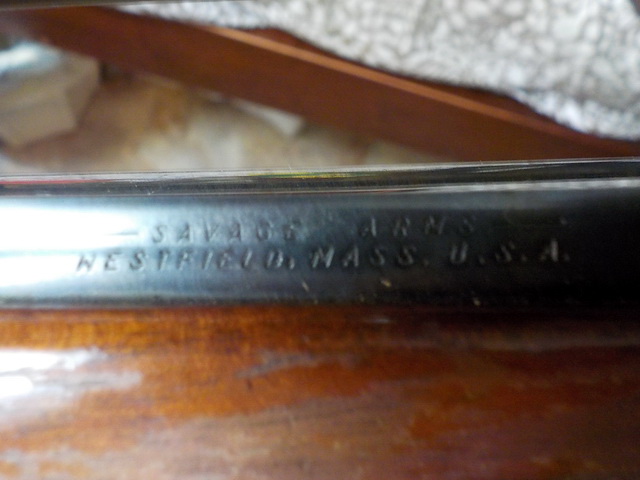 SAVAGE ARMS
WESTFIELD, MASS. U.S.A.